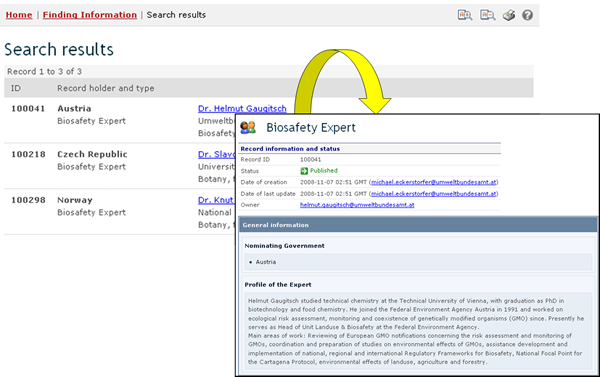 Home | Finding Information | Search results
Search results
Record 1 to 3 of 3
ID Record holder and type
100041 Austria Dr. Helmut Gaugitsch
Biosafety Expert
100218 Czech Republic Dr.
Biosafety Expert Botany,
100298 Norway Dr. Knut
Biosafety Expert National
Botany,
Biosafety Expert
Record information and status
Record ID 100041
Status Published
Date of creation 2008-11-07 02:51 GMT (michael.eckerstorfer@umweltbundesamt.at)
Date of last update 2008-11-07 02:51 GMT (michael.eckerstorfer@umweltbundesamt.at)
Owner helmut.gaugitsch@umweltbundesamt.at
General information
Nominating Government
• Austria
Profile of the Expert
Helmut Gaugitsch studied technical chemistry at the Technical University of Vienna, with graduation as PhD in
biotechnology and food chemistry. He joined the Federal Environment Agency Austria in 1991 and worked on
ecological risk assessment, monitoring and coexistence of genetically modified organisms (GMO) since. Presently he
serves as Head of Unit Landuse & Biosafety at the Federal Environment Agency.
Main areas of work: Reviewing of European GMO notifications concerning the risk assessment and monitoring of
GMOs, coordination and preparation of studies on environmental effects of GMOs, assistance development and
implementation of national, regional and international Regulatory Frameworks for Biosafety, National Focal Point for
the Cartagena Protocol, environmental effects of landuse, agriculture and forestry.